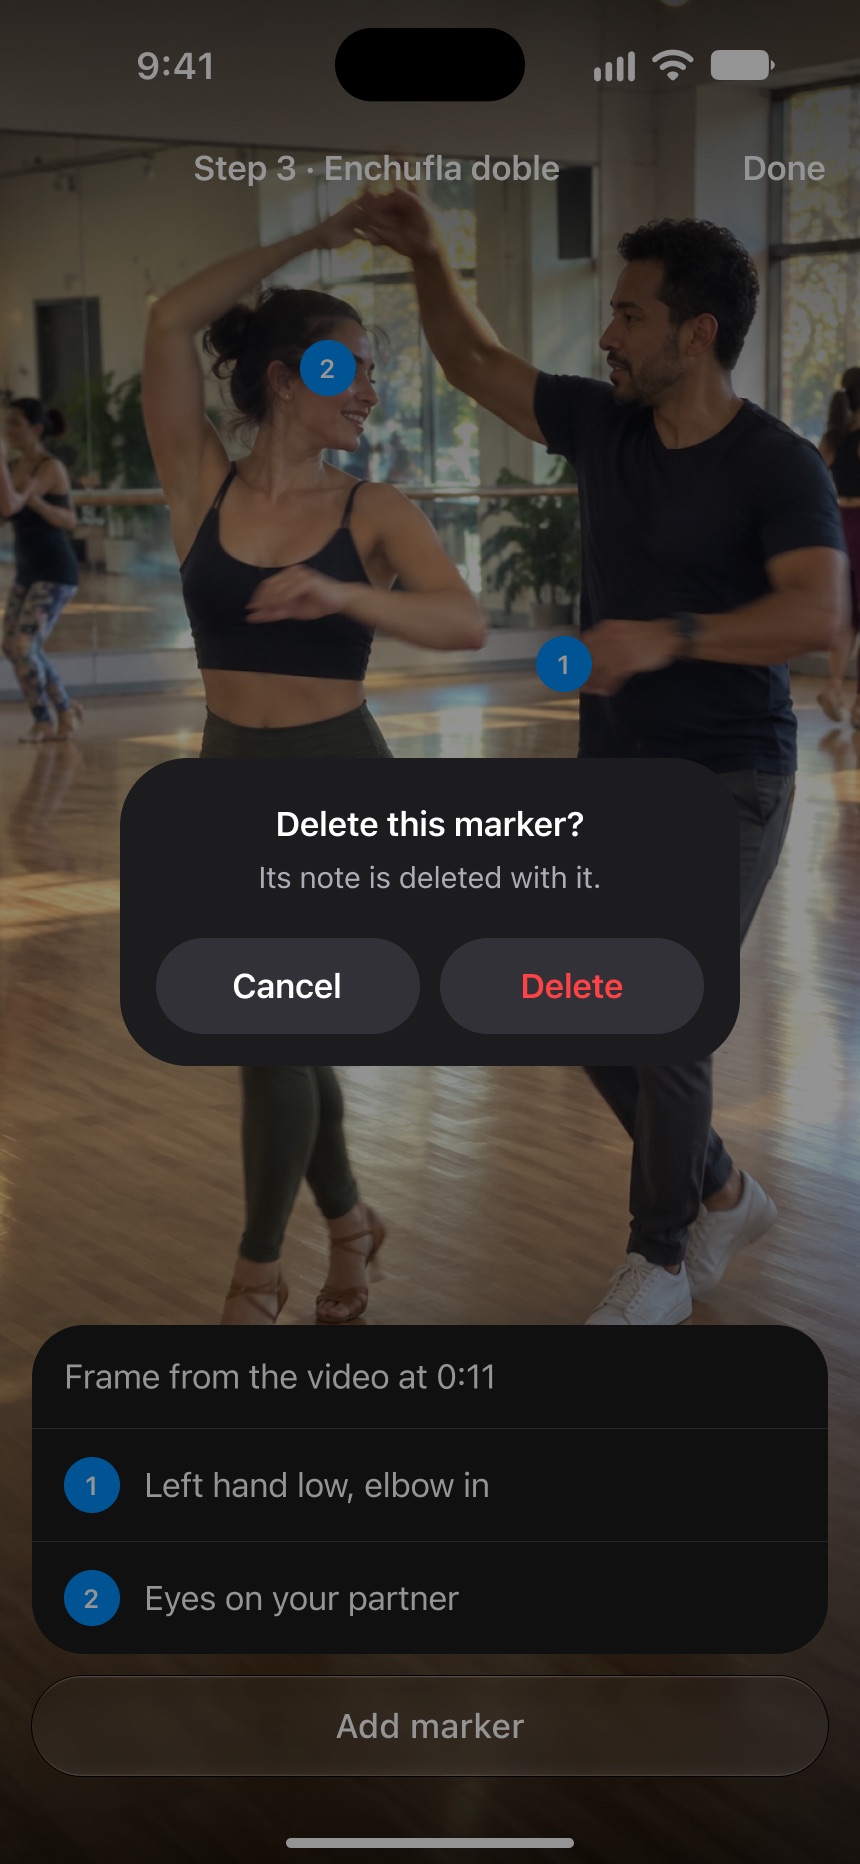 9:41
Step 3 · Enchufla doble
Done
2
1
Delete this marker?
Its note is deleted with it.
Cancel
Delete
Frame from the video at 0:11
1 Left hand low, elbow in
2 Eyes on your partner
Add marker